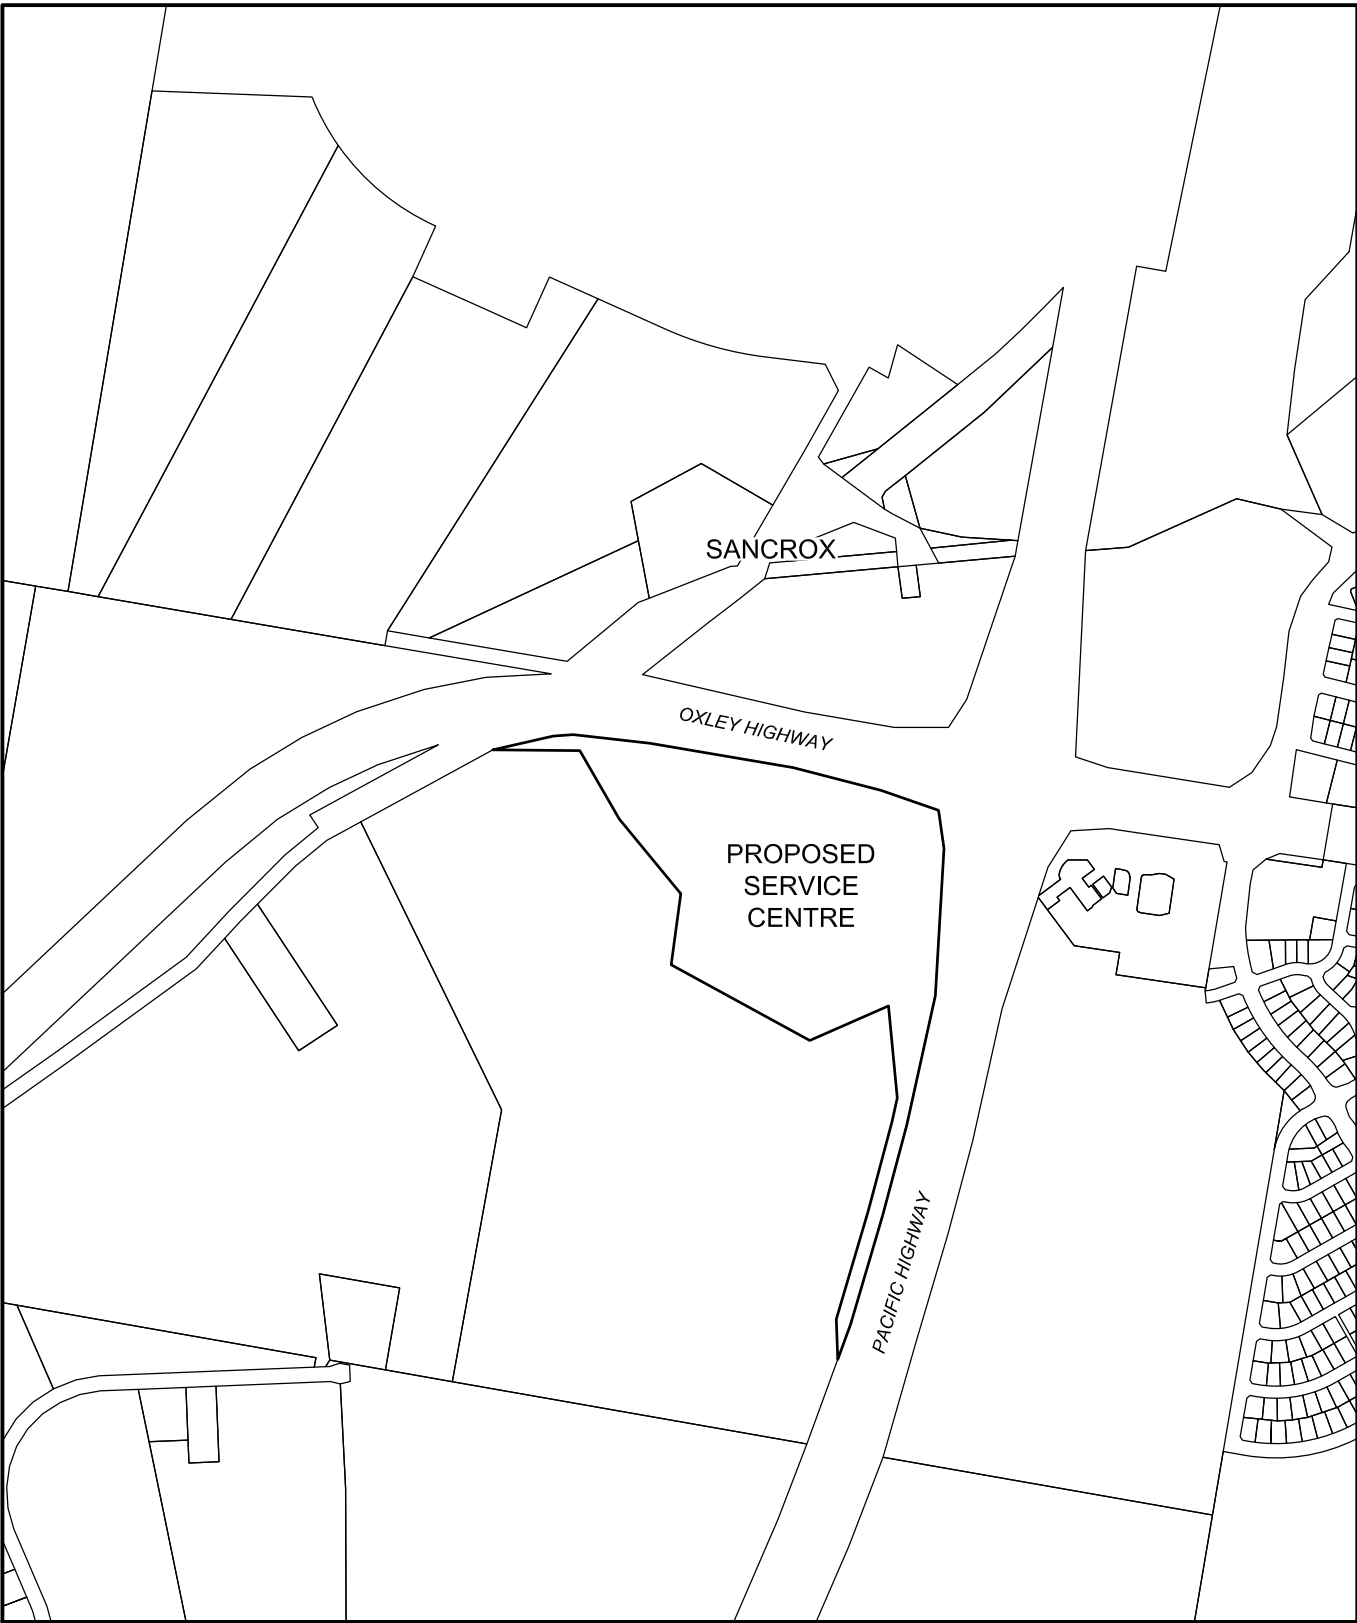 SANCROX
OXLEY HIGHWAY
PROPOSED
SERVICE
CENTRE
PACIFIC HIGHWAY